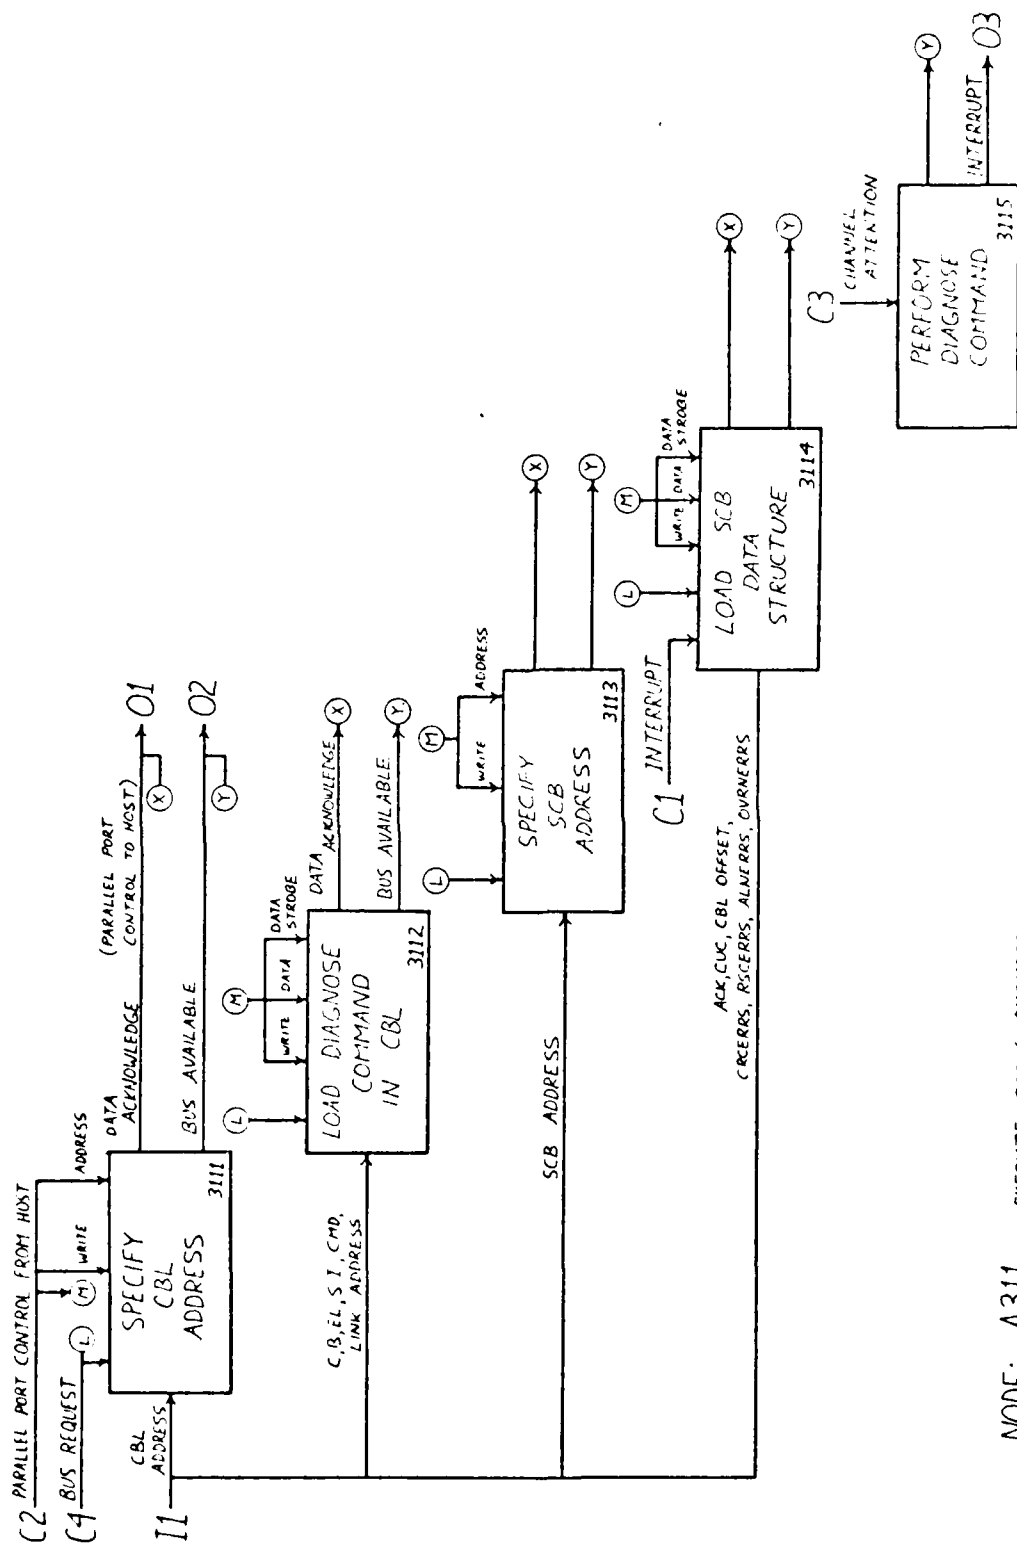 C2 PARALLEL PORT CONTROL FROM HOST
C4 BUS REQUEST
L
M
WRITE
ADDRESS
I1
CBL
ADDRESS
SPECIFY
CBL
ADDRESS
3111
DATA
ACKNOWLEDGE
(PARALLEL PORT
CONTROL TO HOST)
O1
X
BUS AVAILABLE
O2
Y
L
M
WRITE
DATA
DATA
STROBE
C, B, EL, S I, CMD,
LINK ADDRESS
LOAD DIAGNOSE
COMMAND
IN CBL
3112
DATA
ACKNOWLEDGE
X
BUS AVAILABLE
Y
L
M
WRITE
ADDRESS
SCB ADDRESS
SPECIFY
SCB
ADDRESS
3113
X
Y
C1 INTERRUPT
L
M
WRITE
DATA
DATA
STROBE
ACK, CUC, CBL OFFSET,
CRCERRS, RSCERRS, ALNERRS, OVRNERRS
LOAD SCB
DATA
STRUCTURE
3114
X
Y
C3
CHANNEL
ATTENTION
PERFORM
DIAGNOSE
COMMAND
3115
Y
INTERRUPT
O3
NODE: A311